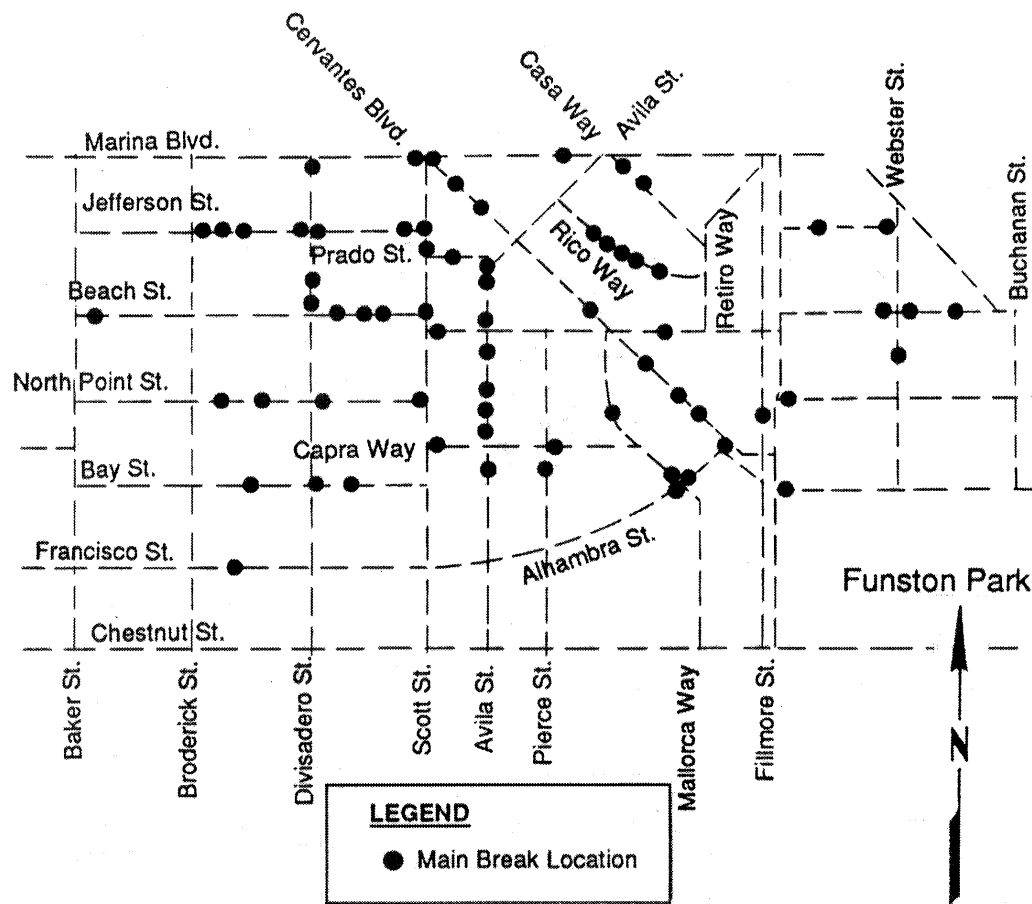 Cervantes Blvd.
Casa Way
Avila St.
Marina Blvd.
Webster St.
Jefferson St.
Prado St.
Rico Way
Retiro Way
Buchanan St.
Beach St.
North Point St.
Capra Way
Bay St.
Francisco St.
Alhambra St.
Funston Park
Chestnut St.
Baker St.
Broderick St.
Divisadero St.
Scott St.
Avila St.
Pierce St.
Mallorca Way
Fillmore St.
N
LEGEND
Main Break Location